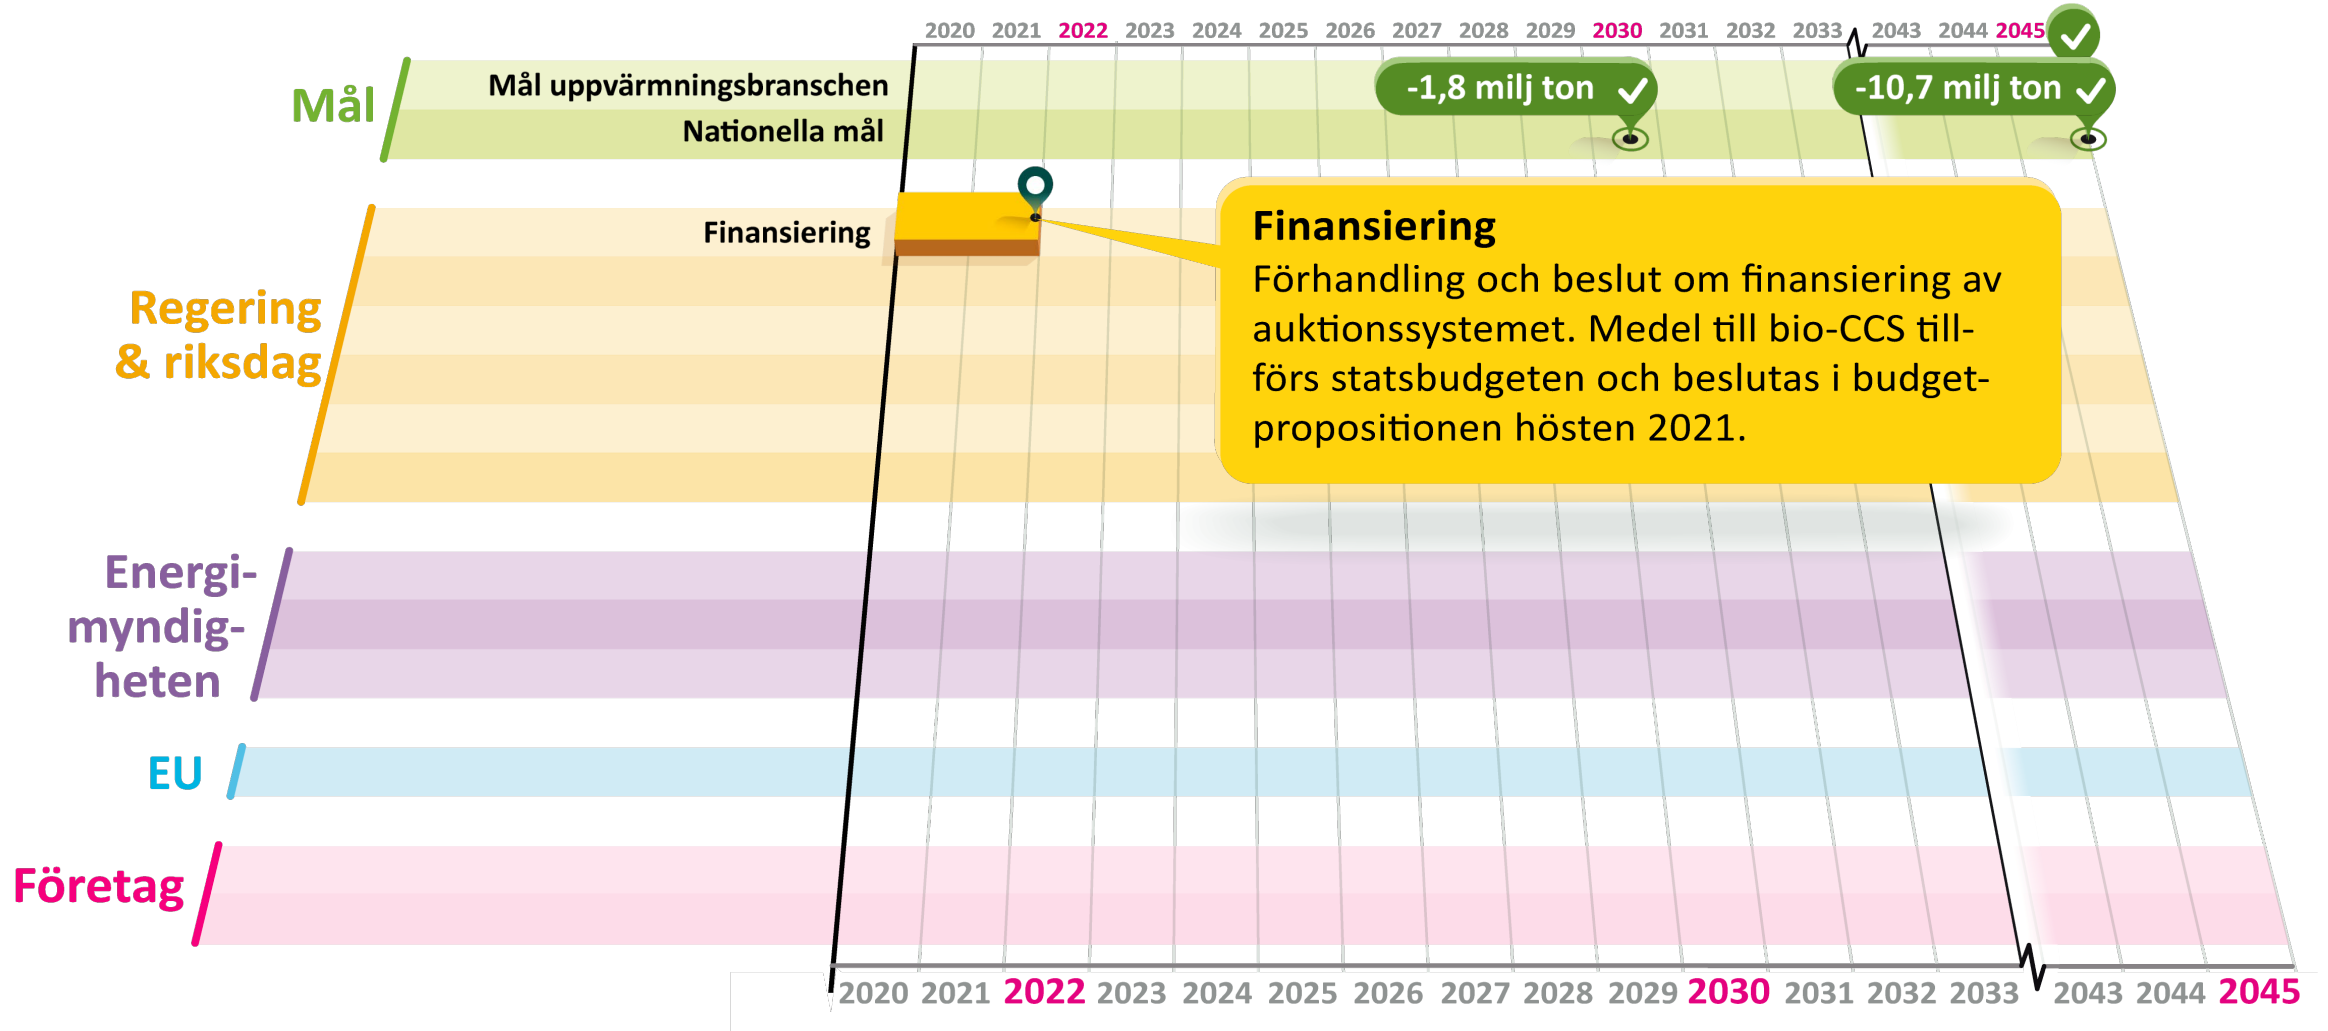 2020 2021 2022 2023 2024 2025 2026 2027 2028 2029 2030 2031 2032 2033 2043 2044 2045
Mål
Mål uppvärmningsbranschen
-1,8 milj ton
-10,7 milj ton
Nationella mål
Regering
& riksdag
Finansiering
Finansiering
Förhandling och beslut om finansiering av
auktionssystemet. Medel till bio-CCS till-
förs statsbudgeten och beslutas i budget-
propositionen hösten 2021.
Energi-
myndig-
heten
EU
Företag
2020 2021 2022 2023 2024 2025 2026 2027 2028 2029 2030 2031 2032 2033 2043 2044 2045